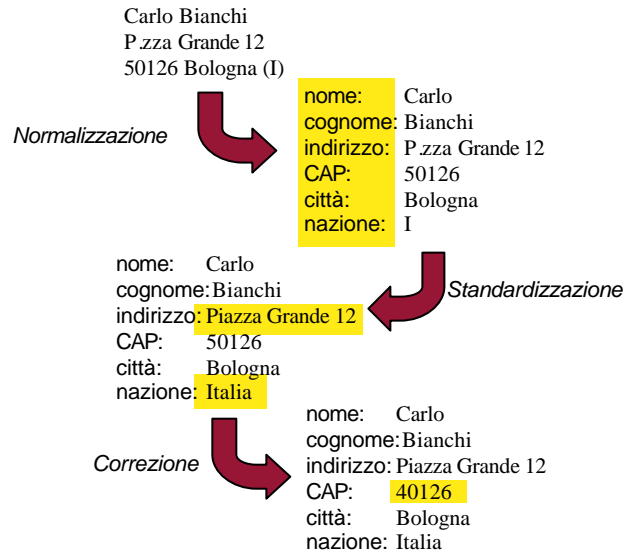 Carlo Bianchi
P.zza Grande 12
50126 Bologna (I)
Normalizzazione
nome: Carlo
cognome: Bianchi
indirizzo: P.zza Grande 12
CAP: 50126
città: Bologna
nazione: I
Standardizzazione
nome: Carlo
cognome: Bianchi
indirizzo: Piazza Grande 12
CAP: 50126
città: Bologna
nazione: Italia
Correzione
nome: Carlo
cognome: Bianchi
indirizzo: Piazza Grande 12
CAP: 40126
città: Bologna
nazione: Italia